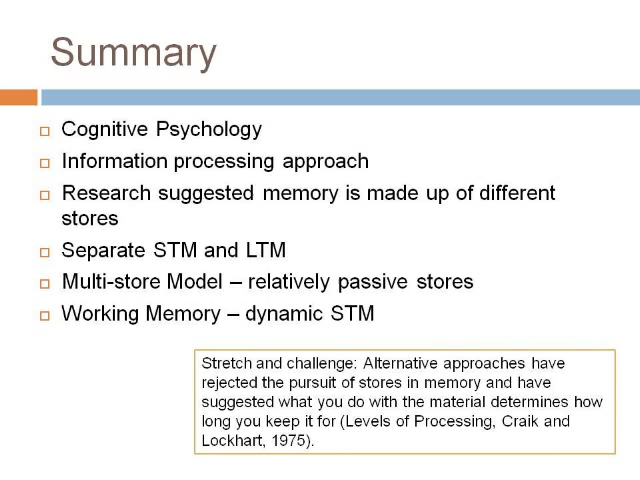 Summary
Cognitive Psychology
Information processing approach
Research suggested memory is made up of different
stores
Separate STM and LTM
Multi-store Model – relatively passive stores
Working Memory – dynamic STM
Stretch and challenge: Alternative approaches have
rejected the pursuit of stores in memory and have
suggested what you do with the material determines how
long you keep it for (Levels of Processing, Craik and
Lockhart, 1975).